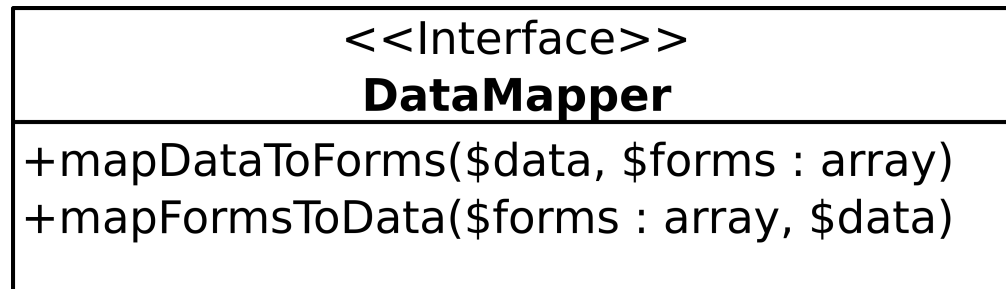 <<Interface>>
DataMapper
+mapDataToForms($data, $forms : array)
+mapFormsToData($forms : array, $data)